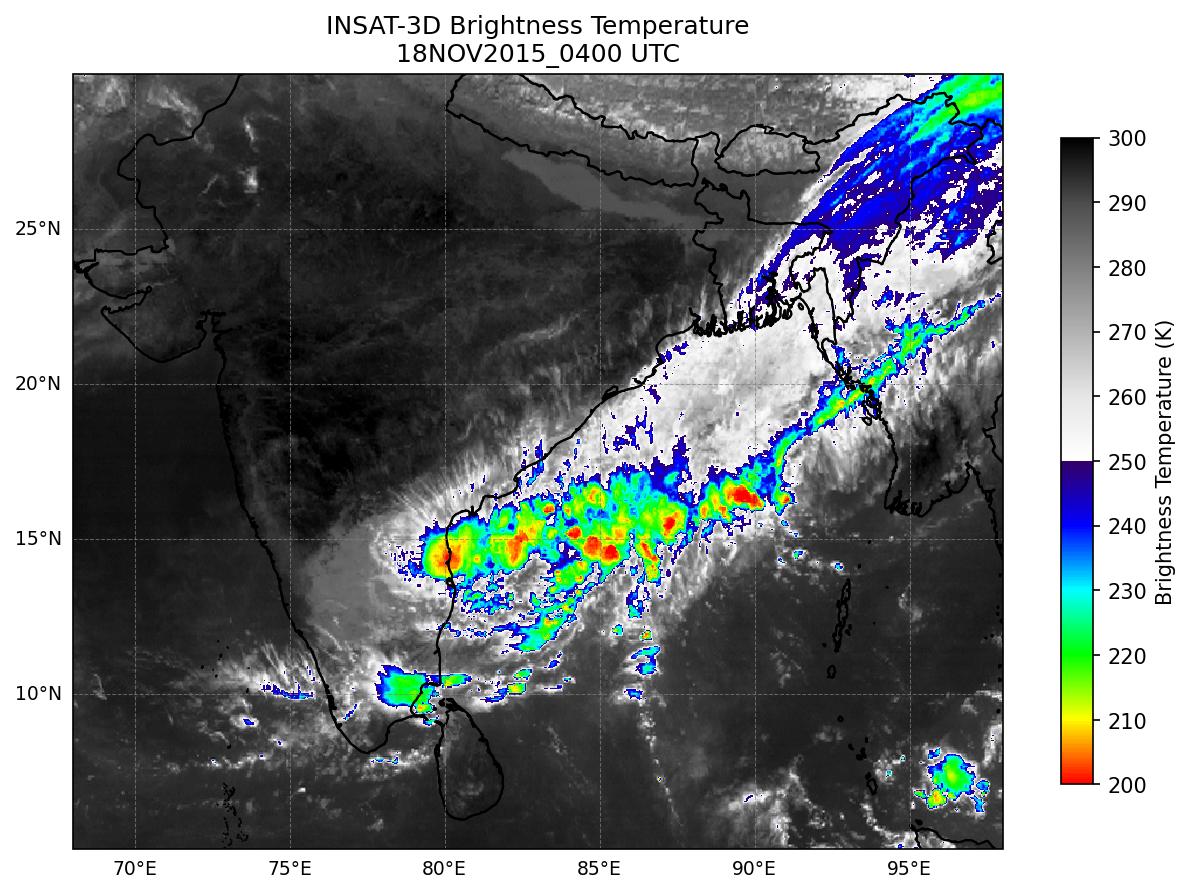 INSAT-3D Brightness Temperature
18NOV2015_0400 UTC
25°N
20°N
15°N
10°N
70°E
75°E
80°E
85°E
90°E
95°E
300
290
280
270
260
250
240
230
220
210
200
Brightness Temperature (K)